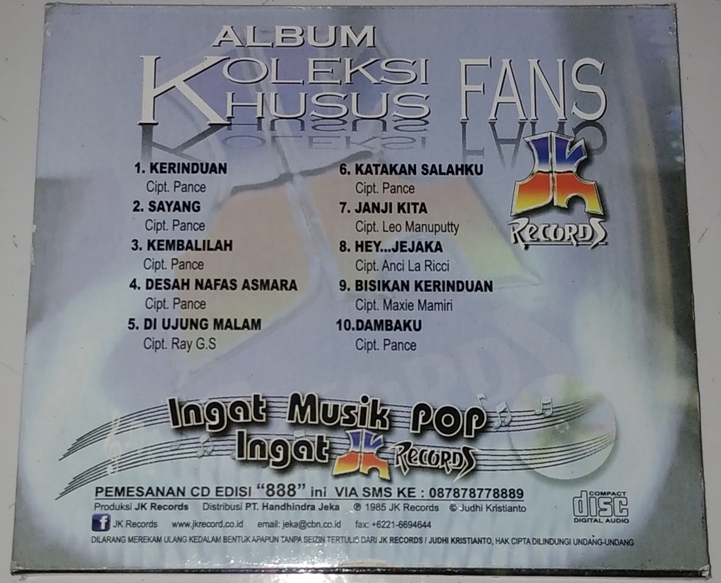 ALBUM
KOLEKSI
KHUSUS FANS
JK
RECORDS
1. KERINDUAN
Cipt. Pance
2. SAYANG
Cipt. Pance
3. KEMBALILAH
Cipt. Pance
4. DESAH NAFAS ASMARA
Cipt. Pance
5. DI UJUNG MALAM
Cipt. Ray G.S
6. KATAKAN SALAHKU
Cipt. Pance
7. JANJI KITA
Cipt. Leo Manuputty
8. HEY...JEJAKA
Cipt. Anci La Ricci
9. BISIKAN KERINDUAN
Cipt. Maxie Mamiri
10.DAMBAKU
Cipt. Pance
Ingat Musik POP
Ingat JK RECORDS
PEMESANAN CD EDISI "888" ini VIA SMS KE : 087878778889
Produksi JK Records Distribusi PT. Handhindra Jeka ℗ 1985 JK Records © Judhi Kristianto
f JK Records www.jkrecord.co.id email: jeka@cbn.co.id fax: +6221-6694644
DILARANG MEREKAM ULANG KEDALAM BENTUK APAPUN TANPA SEIZIN TERTULIS DARI JK RECORDS / JUDHI KRISTIANTO, HAK CIPTA DILINDUNGI UNDANG-UNDANG
COMPACT
disc
DIGITAL AUDIO